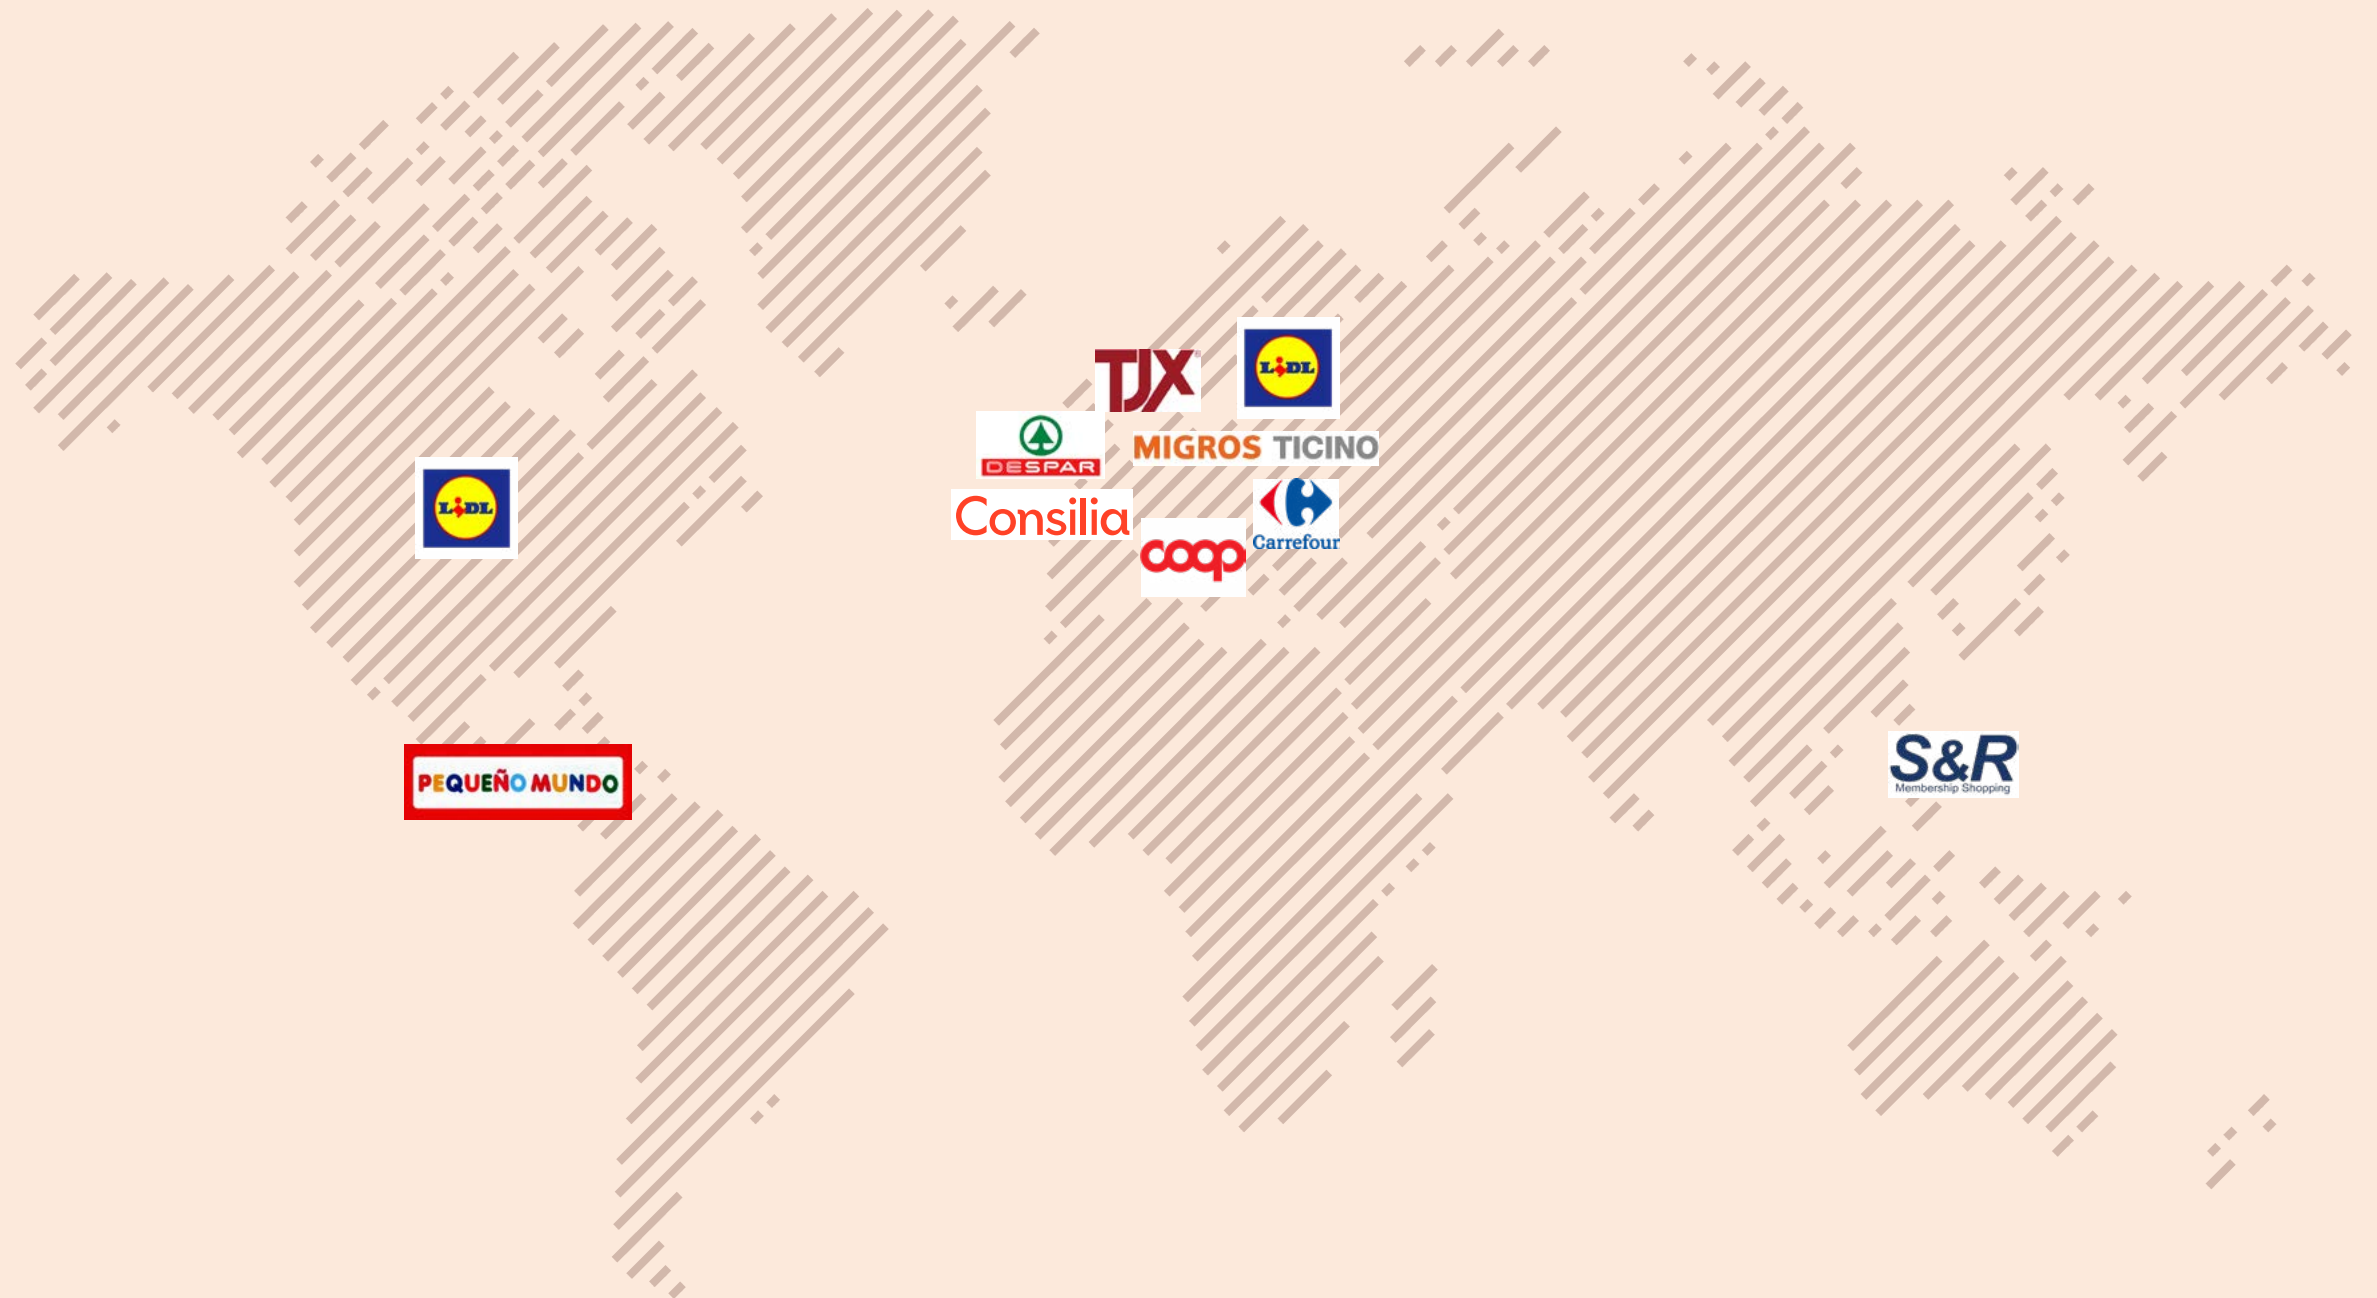 TJX
LIDL
DESPAR
MIGROS TICINO
LIDL
Consilia
Carrefour
coop
S&R
Membership Shopping
PEQUEÑO MUNDO